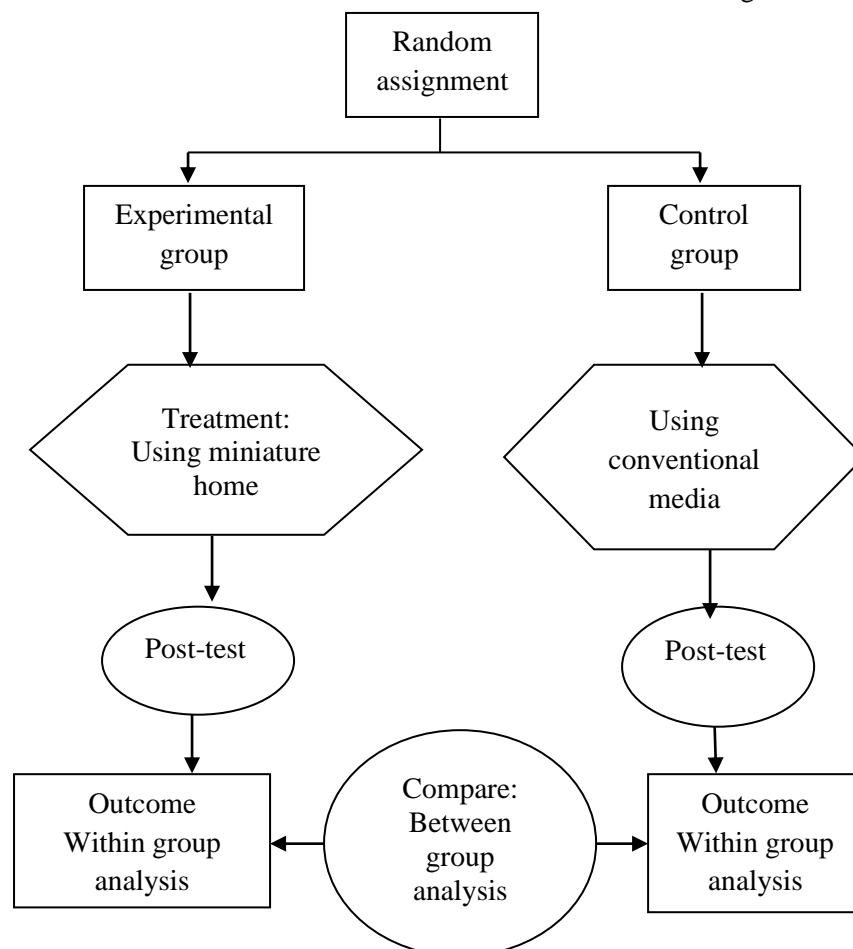 Random
assignment
Experimental
group
Control
group
Treatment:
Using miniature
home
Using
conventional
media
Post-test
Post-test
Outcome
Within group
analysis
Compare:
Between
group
analysis
Outcome
Within group
analysis